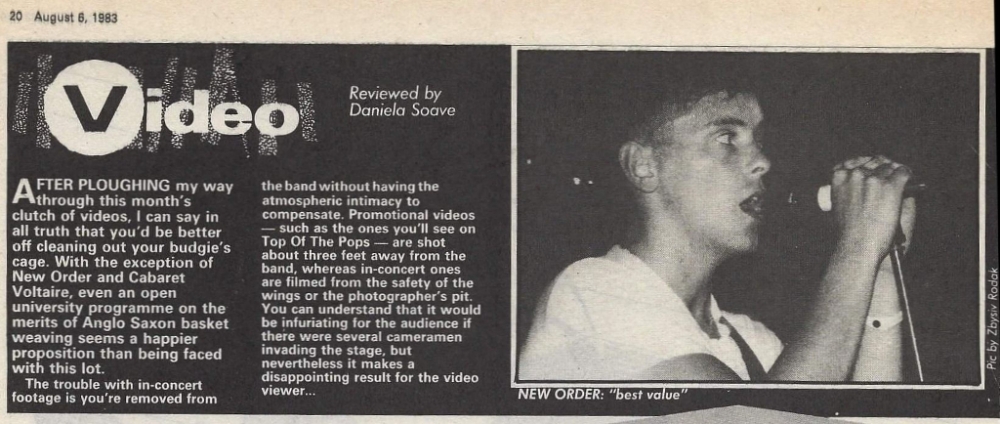 20 August 6, 1983
Video
Reviewed by
Daniela Soave
AFTER PLOUGHING my way
through this month's
clutch of videos, I can say in
all truth that you'd be better
off cleaning out your budgie's
cage. With the exception of
New Order and Cabaret
Voltaire, even an open
university programme on the
merits of Anglo Saxon basket
weaving seems a happier
proposition than being faced
with this lot.
The trouble with in-concert
footage is you're removed from
the band without having the
atmospheric intimacy to
compensate. Promotional videos
— such as the ones you'll see on
Top Of The Pops — are shot
about three feet away from the
band, whereas in-concert ones
are filmed from the safety of the
wings or the photographer's pit.
You can understand that it would
be infuriating for the audience if
there were several cameramen
invading the stage, but
nevertheless it makes a
disappointing result for the video
viewer...
NEW ORDER: "best value"
Pic by Zbysiv Rodak